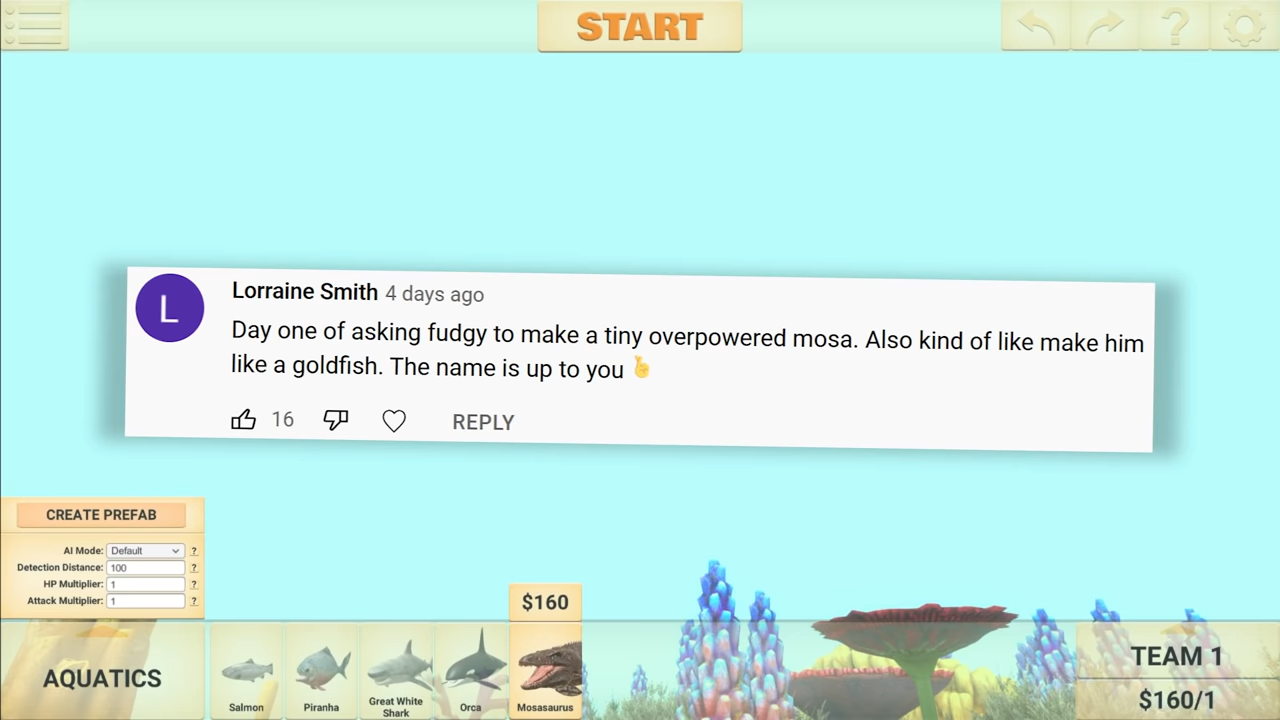 START
?
L
Lorraine Smith 4 days ago
Day one of asking fudgy to make a tiny overpowered mosa. Also kind of like make him
like a goldfish. The name is up to you 🤞
16
REPLY
CREATE PREFAB
AI Mode: Default ?
Detection Distance: 100 ?
HP Multiplier: 1 ?
Attack Multiplier: 1 ?
$160
AQUATICS
Salmon
Piranha
Great White
Shark
Orca
Mosasaurus
TEAM 1
$160/1